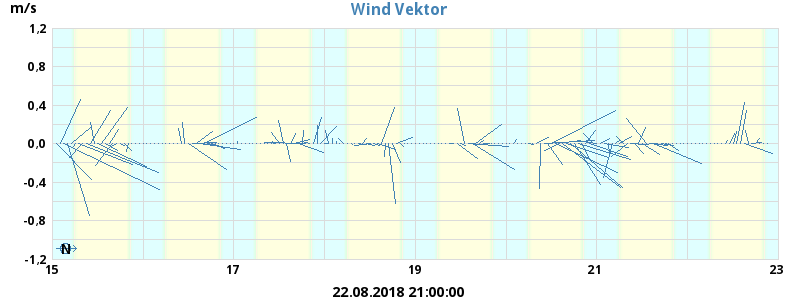 Wind Vektor
m/s
1,2
0,8
0,4
0,0
-0,4
-0,8
-1,2
N
15 17 19 21 23
22.08.2018 21:00:00